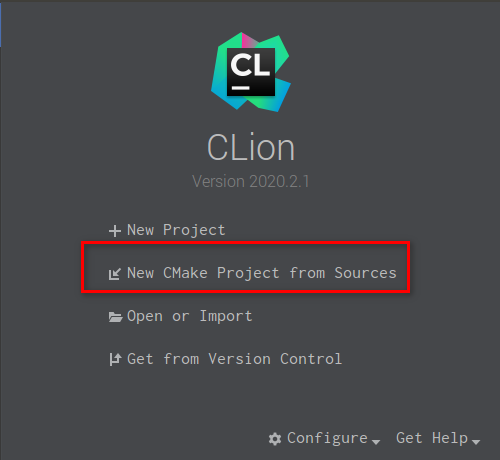 CL
CLion
Version 2020.2.1
New Project
New CMake Project from Sources
Open or Import
Get from Version Control
Configure Get Help